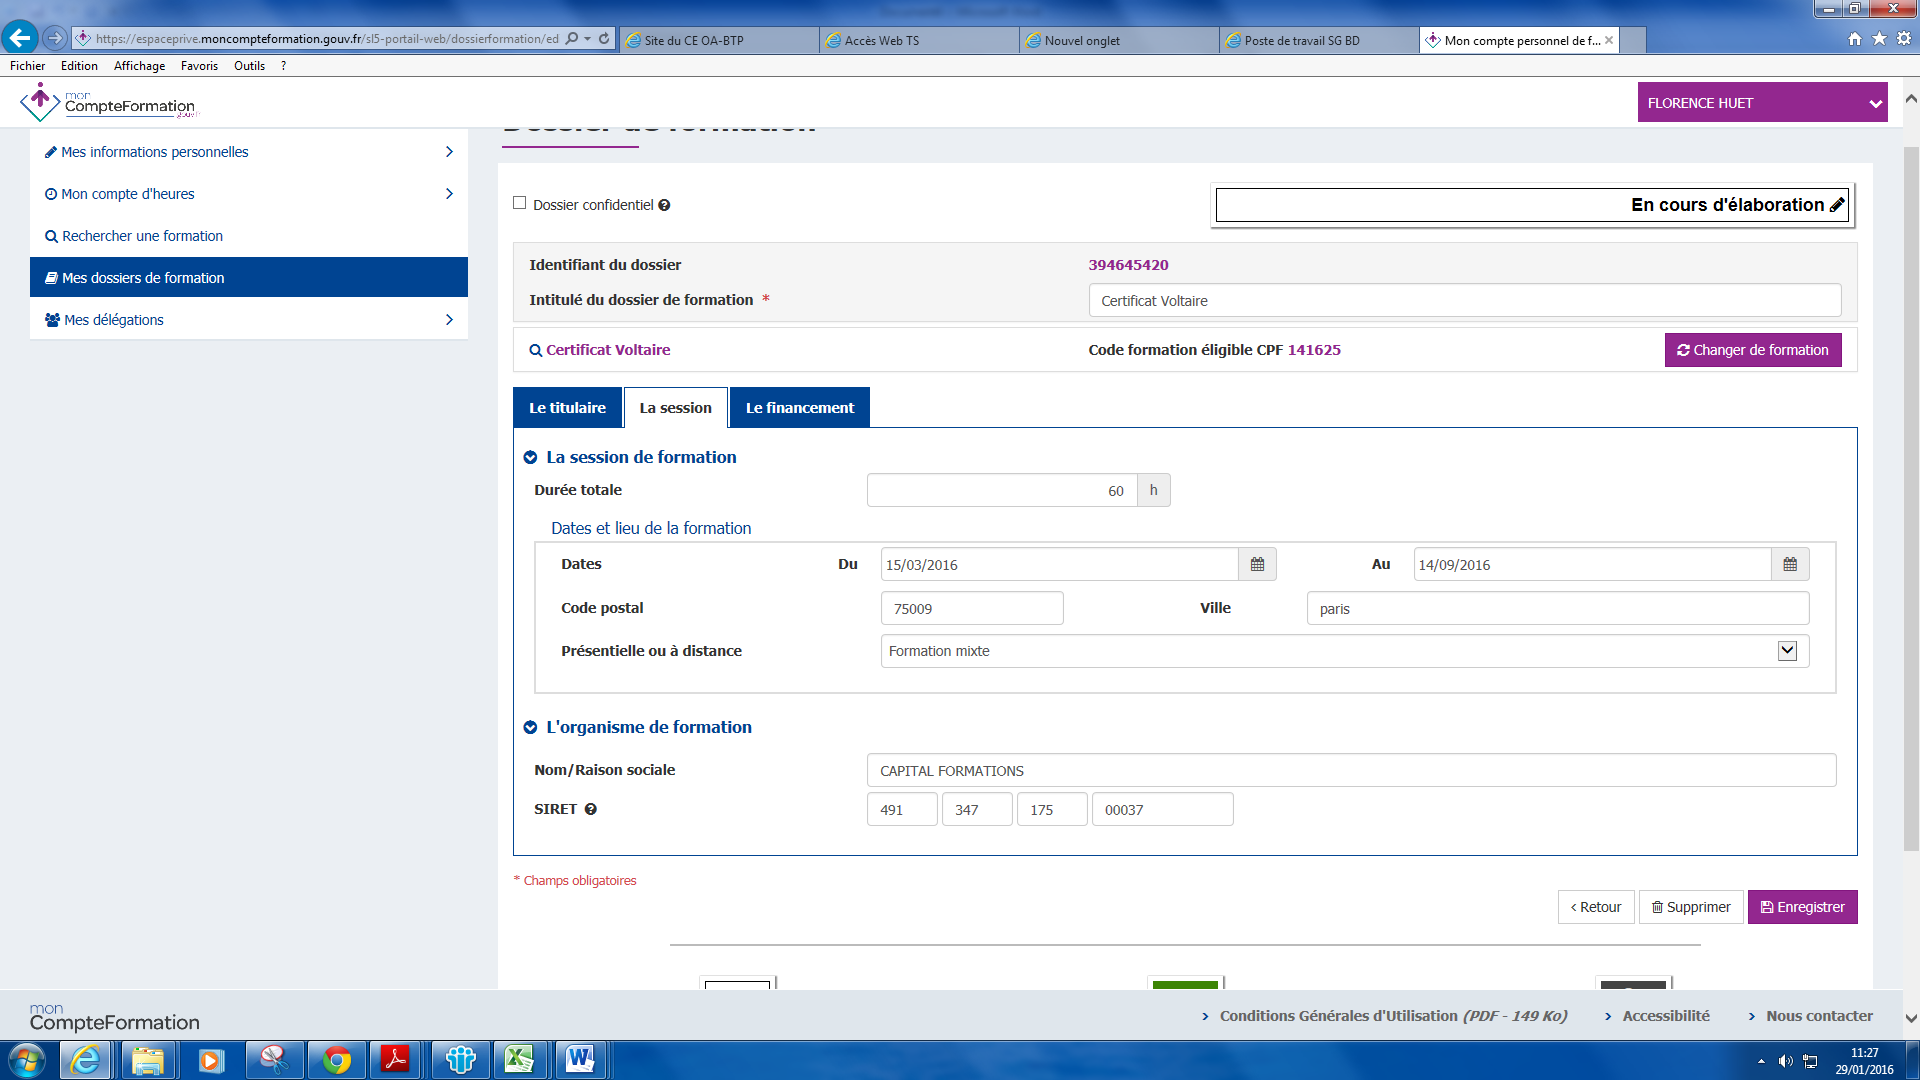 https://espaceprive.moncompteformation.gouv.fr/sl5-portail-web/dossierformation/ed
Site du CE OA-BTP
Accès Web TS
Nouvel onglet
Poste de travail SG BD
Mon compte personnel de f...
Fichier Edition Affichage Favoris Outils ?
mon
CompteFormation
gouv.fr
FLORENCE HUET
Dossier de formation
Mes informations personnelles
Mon compte d'heures
Rechercher une formation
Mes dossiers de formation
Mes délégations
Dossier confidentiel
En cours d'élaboration
Identifiant du dossier 394645420
Intitulé du dossier de formation * Certificat Voltaire
Certificat Voltaire Code formation éligible CPF 141625 Changer de formation
Le titulaire La session Le financement
La session de formation
Durée totale 60 h
Dates et lieu de la formation
Dates Du 15/03/2016 Au 14/09/2016
Code postal 75009 Ville paris
Présentielle ou à distance Formation mixte
L'organisme de formation
Nom/Raison sociale CAPITAL FORMATIONS
SIRET 491 347 175 00037
* Champs obligatoires
‹ Retour Supprimer Enregistrer
mon
CompteFormation
Conditions Générales d'Utilisation (PDF - 149 Ko) Accessibilité Nous contacter
11:27
29/01/2016